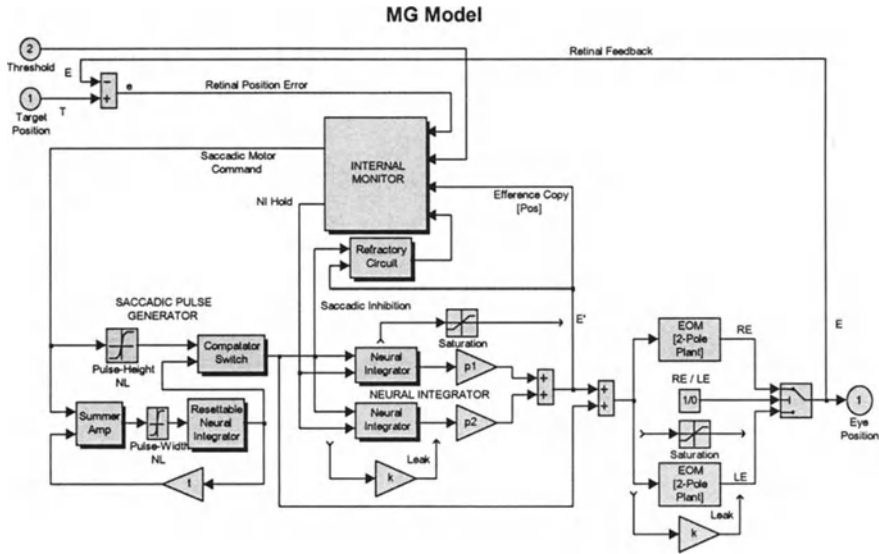 MG Model
2
Threshold
E
Retinal Feedback
−
+
e
Retinal Position Error
1
Target
Position
T
INTERNAL
MONITOR
Saccadic Motor
Command
NI Hold
Efference Copy
[Pos]
Refractory
Circuit
SACCADIC PULSE
GENERATOR
Saccadic Inhibition
E'
Saturation
Pulse-Height
NL
Compatator
Switch
Neural
Integrator
p1
NEURAL INTEGRATOR
+
+
+
+
Neural
Integrator
p2
Summer
Amp
Pulse-Width
NL
Resettable
Neural
Integrator
Leak
k
EOM
[2-Pole
Plant]
RE
E
RE / LE
1/0
1
Eye
Position
Saturation
EOM
[2-Pole
Plant]
LE
Leak
k